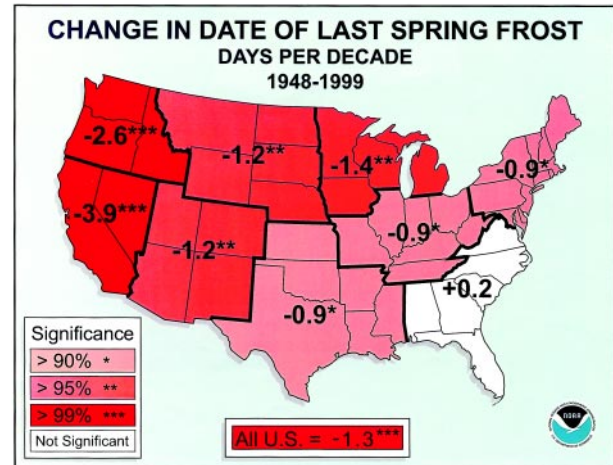 CHANGE IN DATE OF LAST SPRING FROST
DAYS PER DECADE
1948-1999
-2.6***
-1.2**
-1.4**
-0.9*
-3.9***
-1.2**
-0.9*
+0.2
-0.9*
Significance
> 90% *
> 95% **
> 99% ***
Not Significant
All U.S. = -1.3***
NOAA